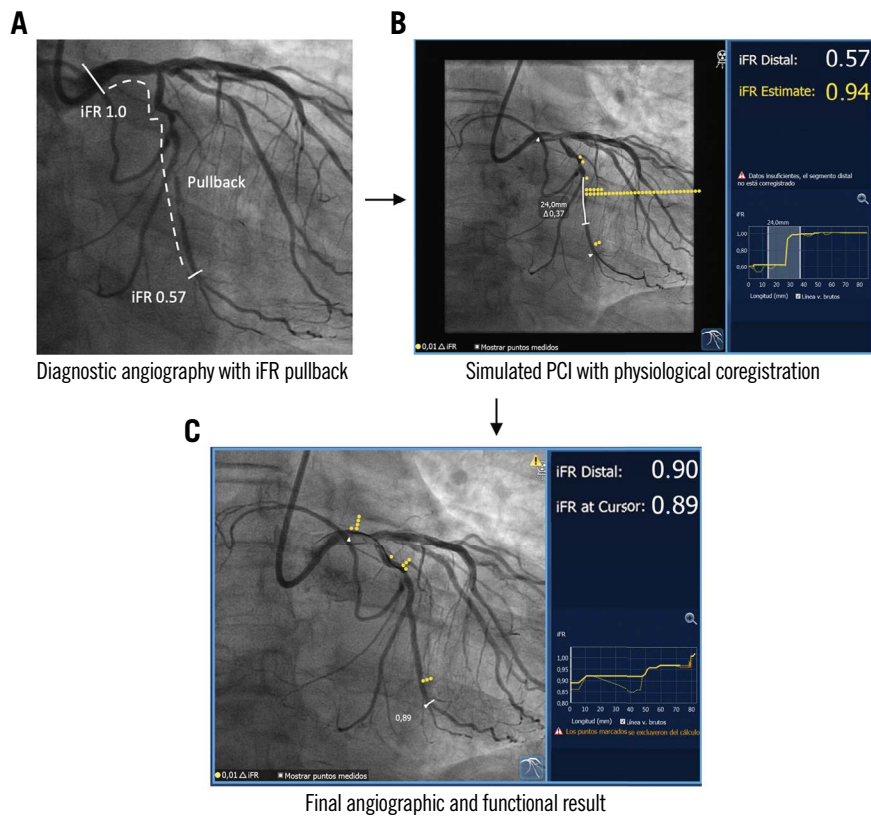 A
iFR 1.0
Pullback
iFR 0.57
Diagnostic angiography with iFR pullback
B
iFR Distal: 0.57
iFR Estimate: 0.94
Datos insuficientes, el segmento distal
no está corregistrado
24,0mm
Δ0,37
iFR
24,0mm
1,00
0,80
0,60
0 10 20 30 40 50 60 70 80
Longitud (mm) Línea v. brutos
0,01 Δ iFR Mostrar puntos medidos
Simulated PCI with physiological coregistration
C
iFR Distal: 0.90
iFR at Cursor: 0.89
0,89
iFR
1,00
0,95
0,90
0,85
0,80
0 10 20 30 40 50 60 70 80
Longitud (mm) Línea v. brutos
Los puntos marcados se excluyeron del cálculo
0,01 Δ iFR Mostrar puntos medidos
Final angiographic and functional result